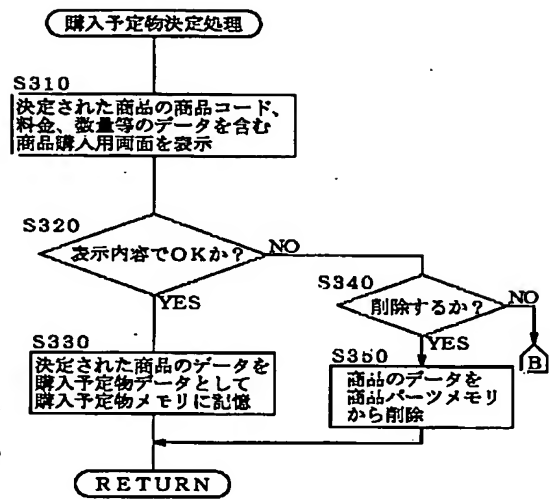 購入予定物決定処理
S310
決定された商品の商品コード、
料金、数量等のデータを含む
商品購入用画面を表示
S320
表示内容でOKか?
NO
YES
S340
削除するか?
NO
YES
B
S330
決定された商品のデータを
購入予定物データとして
購入予定物メモリに記憶
S350
商品のデータを
商品パーツメモリ
から削除
RETURN